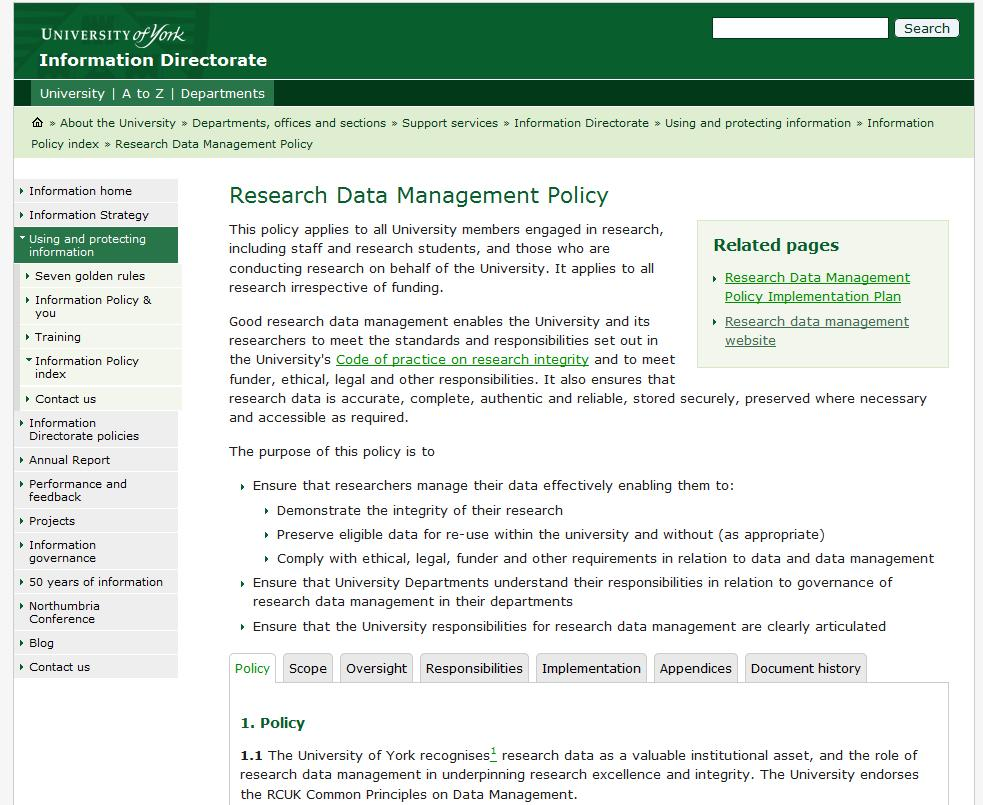 UNIVERSITY of York
Information Directorate
Search
University | A to Z | Departments
» About the University » Departments, offices and sections » Support services » Information Directorate » Using and protecting information » Information
Policy index » Research Data Management Policy
Information home
Information Strategy
Using and protecting
information
Seven golden rules
Information Policy &
you
Training
Information Policy
index
Contact us
Information
Directorate policies
Annual Report
Performance and
feedback
Projects
Information
governance
50 years of information
Northumbria
Conference
Blog
Contact us
Research Data Management Policy
This policy applies to all University members engaged in research,
including staff and research students, and those who are
conducting research on behalf of the University. It applies to all
research irrespective of funding.
Good research data management enables the University and its
researchers to meet the standards and responsibilities set out in
the University's Code of practice on research integrity and to meet
funder, ethical, legal and other responsibilities. It also ensures that
research data is accurate, complete, authentic and reliable, stored securely, preserved where necessary
and accessible as required.
Related pages
Research Data Management
Policy Implementation Plan
Research data management
website
The purpose of this policy is to
Ensure that researchers manage their data effectively enabling them to:
Demonstrate the integrity of their research
Preserve eligible data for re-use within the university and without (as appropriate)
Comply with ethical, legal, funder and other requirements in relation to data and data management
Ensure that University Departments understand their responsibilities in relation to governance of
research data management in their departments
Ensure that the University responsibilities for research data management are clearly articulated
Policy Scope Oversight Responsibilities Implementation Appendices Document history
1. Policy
1.1 The University of York recognises1 research data as a valuable institutional asset, and the role of
research data management in underpinning research excellence and integrity. The University endorses
the RCUK Common Principles on Data Management.